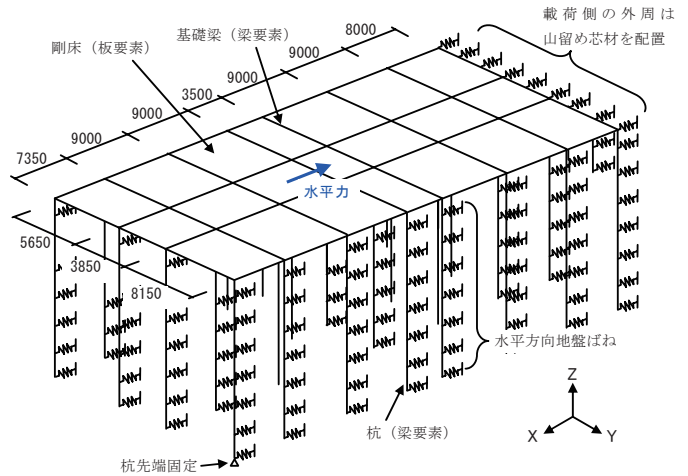 載荷側の外周は
山留め芯材を配置
基礎梁（梁要素）
剛床（板要素）
8000
9000
9000
3500
9000
9000
7350
水平力
5650
3850
8150
水平方向地盤ばね
杭（梁要素）
杭先端固定
Z
X
Y